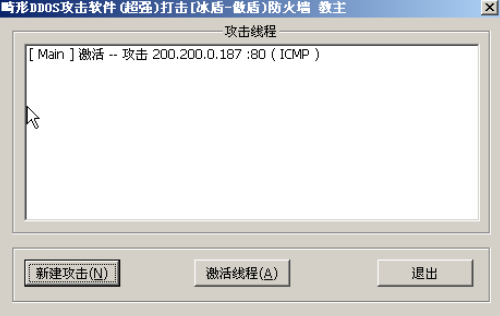 畸形DDOS攻击软件(超强)打击[冰盾-傲盾)防火墙 教主
攻击线程
[ Main ] 激活 -- 攻击 200.200.0.187 :80 ( ICMP )
新建攻击(N) 激活线程(A) 退出